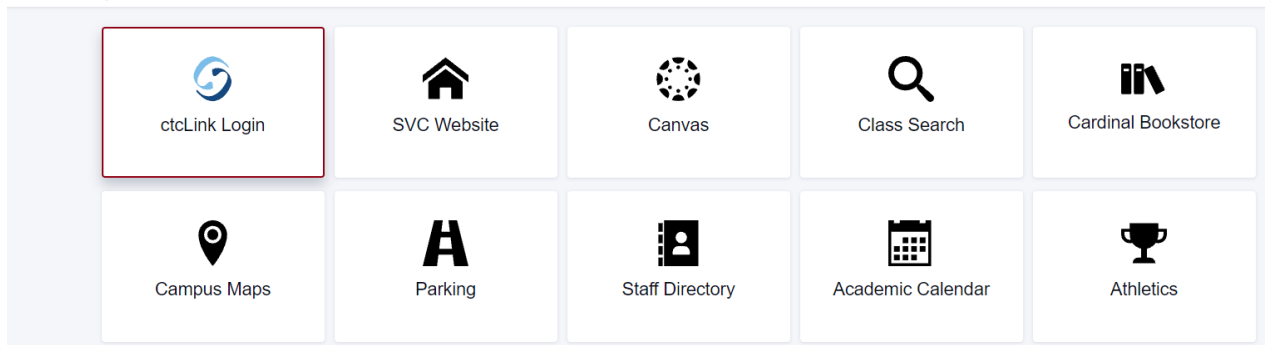 ctcLink Login
SVC Website
Canvas
Class Search
Cardinal Bookstore
Campus Maps
Parking
Staff Directory
Academic Calendar
Athletics